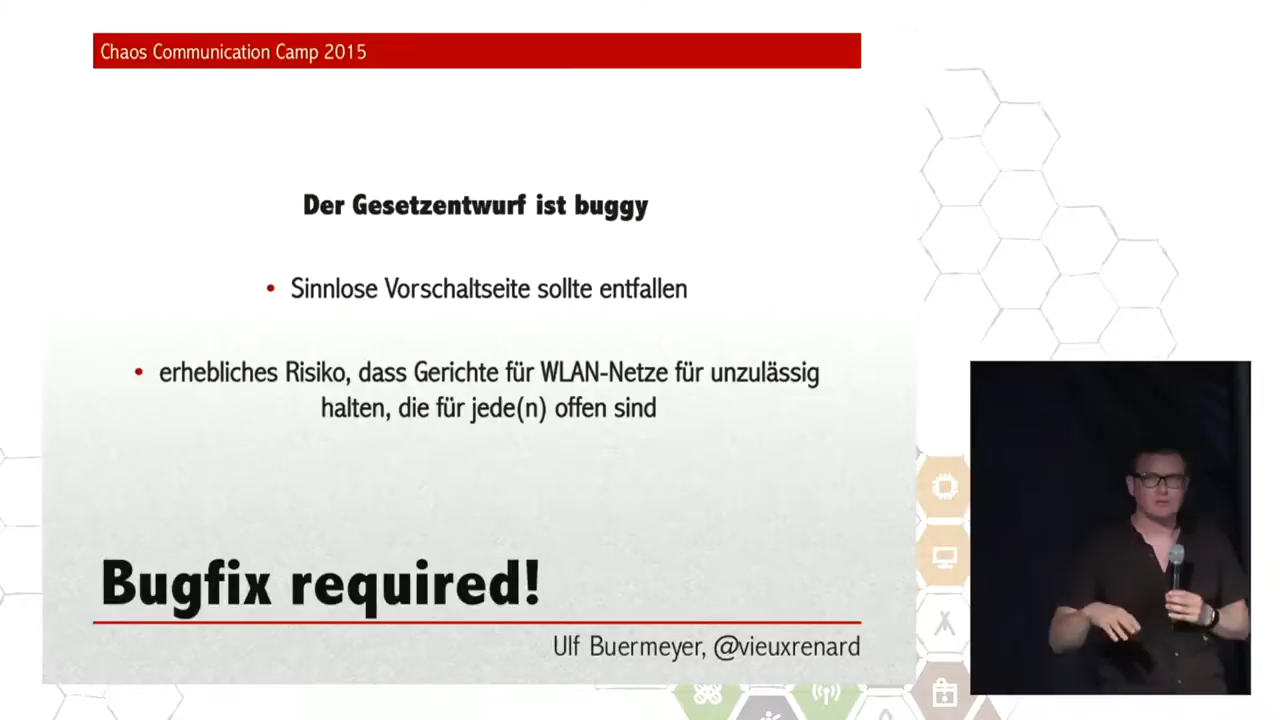 Chaos Communication Camp 2015
Der Gesetzentwurf ist buggy
• Sinnlose Vorschaltseite sollte entfallen
• erhebliches Risiko, dass Gerichte für WLAN-Netze für unzulässig
halten, die für jede(n) offen sind
Bugfix required!
Ulf Buermeyer, @vieuxrenard